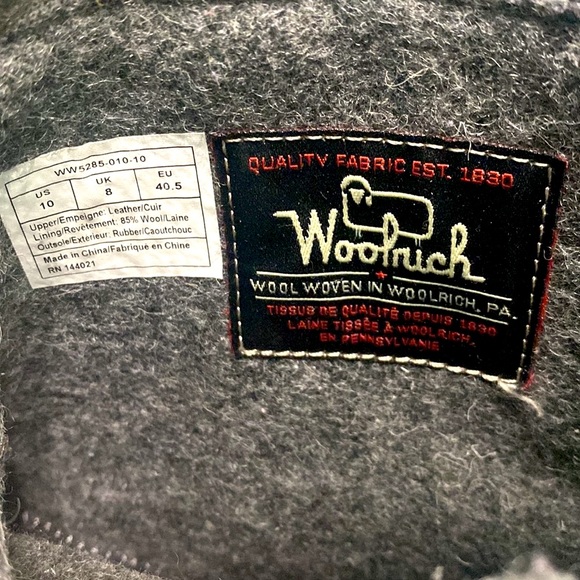 WW5285-010-10
US UK EU
10 8 40.5
Upper/Empeigne: Leather/Cuir
Lining/Revêtement: 85% Wool/Laine
Outsole/Exterieur: Rubber/Caoutchouc
Made in China/Fabrique en Chine
RN 144021
QUALITY FABRIC EST. 1830
Woolrich
WOOL WOVEN IN WOOLRICH, PA.
TISSUS DE QUALITÉ DEPUIS 1830
LAINE TISSÉE À WOOLRICH,
EN PENNSYLVANIE